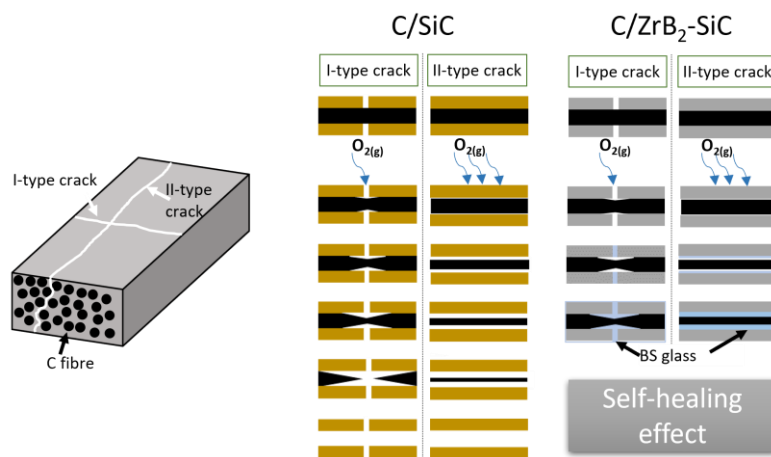 C/SiC
C/ZrB₂-SiC
I-type crack
II-type crack
I-type crack
II-type crack
O₂(g)
O₂(g)
O₂(g)
O₂(g)
I-type crack
II-type
crack
C fibre
BS glass
Self-healing
effect